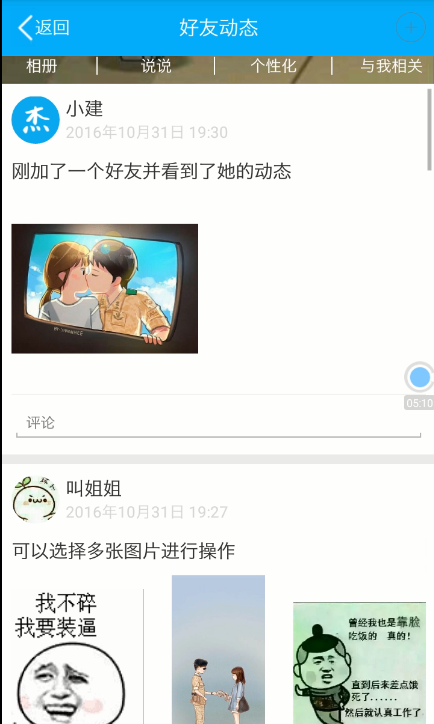 返回
好友动态
相册
说说
个性化
与我相关
杰
小建
2016年10月31日 19:30
刚加了一个好友并看到了她的动态
05:10
评论
叫姐姐
2016年10月31日 19:27
可以选择多张图片进行操作
我不碎
我要装逼
曾经我也是靠脸
吃饭的 真的!
直到后来差点饿
死了......
然后就认真工作了